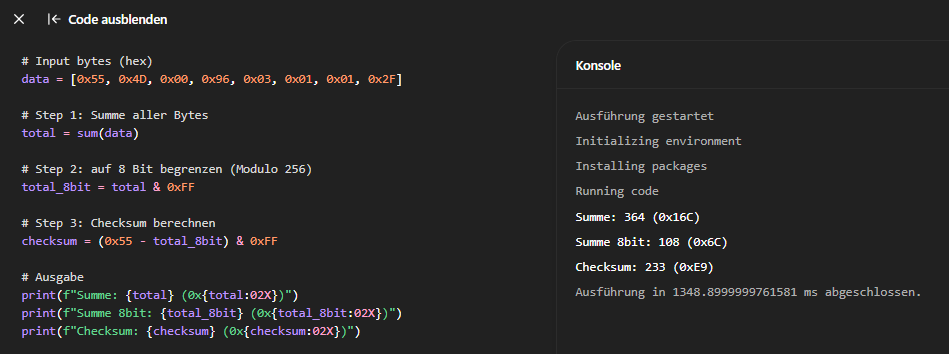 Code ausblenden
# Input bytes (hex)
data = [0x55, 0x4D, 0x00, 0x96, 0x03, 0x01, 0x01, 0x2F]
# Step 1: Summe aller Bytes
total = sum(data)
# Step 2: auf 8 Bit begrenzen (Modulo 256)
total_8bit = total & 0xFF
# Step 3: Checksum berechnen
checksum = (0x55 - total_8bit) & 0xFF
# Ausgabe
print(f"Summe: {total} (0x{total:02X})")
print(f"Summe 8bit: {total_8bit} (0x{total_8bit:02X})")
print(f"Checksum: {checksum} (0x{checksum:02X})")
Konsole
Ausführung gestartet
Initializing environment
Installing packages
Running code
Summe: 364 (0x16C)
Summe 8bit: 108 (0x6C)
Checksum: 233 (0xE9)
Ausführung in 1348.8999999761581 ms abgeschlossen.